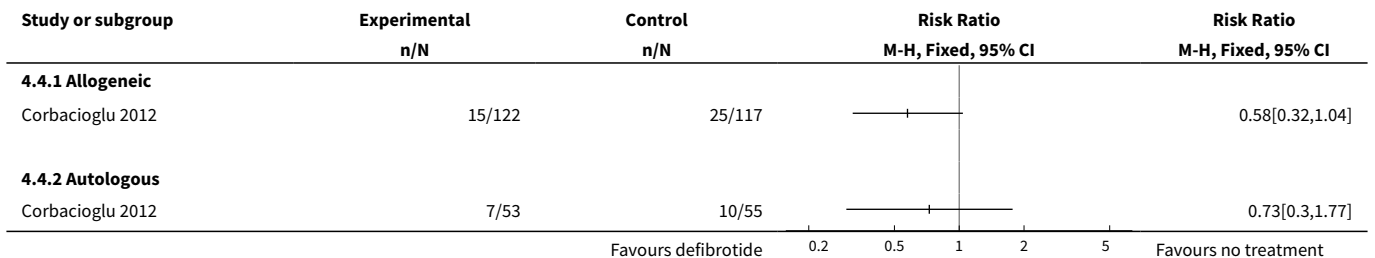 Study or subgroup Experimental Control Risk Ratio Risk Ratio
n/N n/N M-H, Fixed, 95% CI M-H, Fixed, 95% CI
4.4.1 Allogeneic
Corbacioglu 2012 15/122 25/117 0.58[0.32,1.04]
4.4.2 Autologous
Corbacioglu 2012 7/53 10/55 0.73[0.3,1.77]
Favours defibrotide 0.2 0.5 1 2 5 Favours no treatment